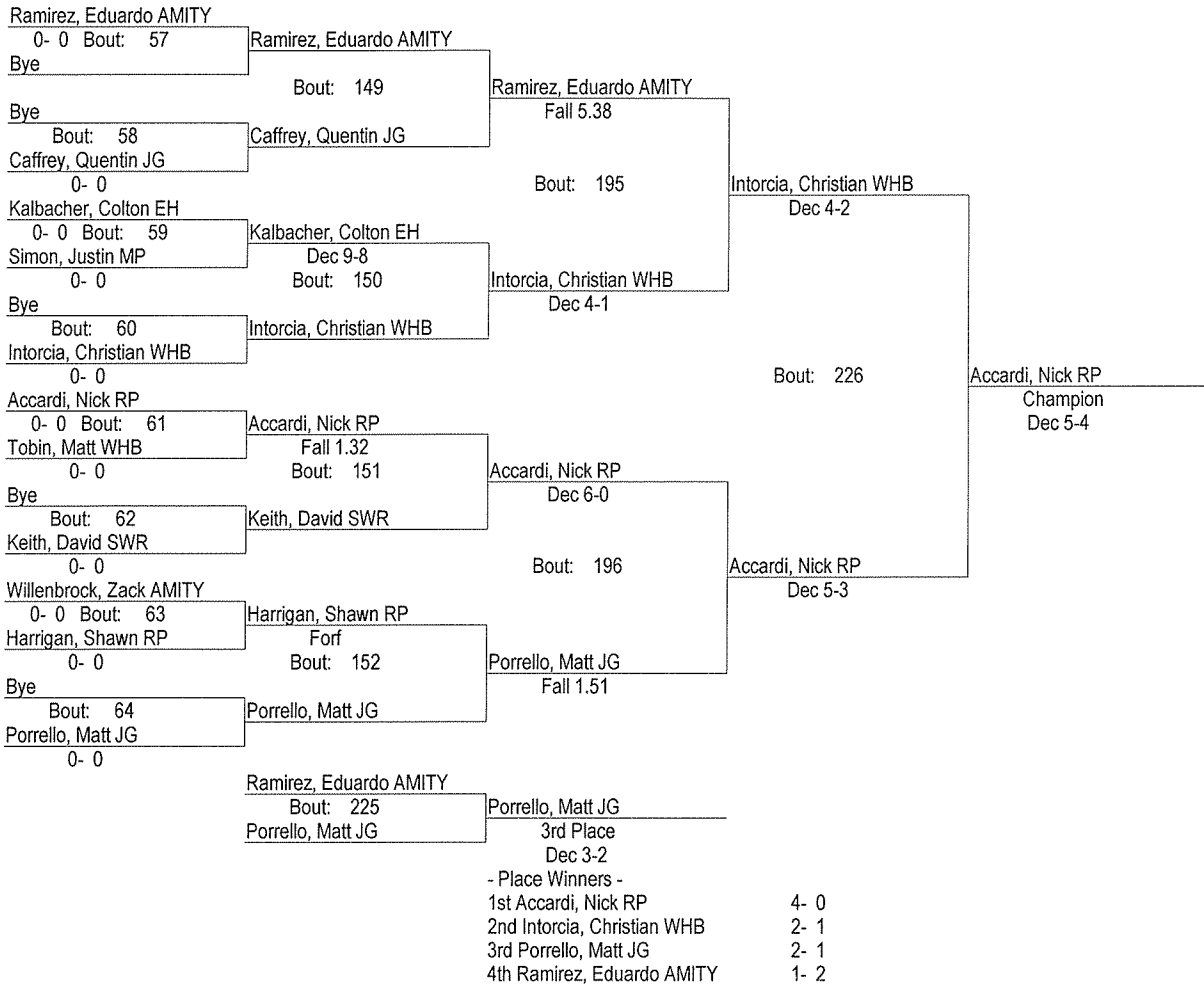 Ramirez, Eduardo AMITY
0- 0 Bout: 57
Bye
Ramirez, Eduardo AMITY
Bout: 149
Bye
Bout: 58
Caffrey, Quentin JG
0- 0
Caffrey, Quentin JG
Ramirez, Eduardo AMITY
Fall 5.38
Bout: 195
Kalbacher, Colton EH
0- 0 Bout: 59
Simon, Justin MP
0- 0
Kalbacher, Colton EH
Dec 9-8
Bout: 150
Bye
Bout: 60
Intorcia, Christian WHB
0- 0
Intorcia, Christian WHB
Intorcia, Christian WHB
Dec 4-1
Intorcia, Christian WHB
Dec 4-2
Bout: 226
Accardi, Nick RP
Champion
Dec 5-4
Accardi, Nick RP
0- 0 Bout: 61
Tobin, Matt WHB
0- 0
Accardi, Nick RP
Fall 1.32
Bout: 151
Bye
Bout: 62
Keith, David SWR
0- 0
Keith, David SWR
Accardi, Nick RP
Dec 6-0
Bout: 196
Accardi, Nick RP
Dec 5-3
Willenbrock, Zack AMITY
0- 0 Bout: 63
Harrigan, Shawn RP
0- 0
Harrigan, Shawn RP
Forf
Bout: 152
Bye
Bout: 64
Porrello, Matt JG
0- 0
Porrello, Matt JG
Porrello, Matt JG
Fall 1.51
Ramirez, Eduardo AMITY
Bout: 225
Porrello, Matt JG
Porrello, Matt JG
3rd Place
Dec 3-2
- Place Winners -
1st Accardi, Nick RP 4- 0
2nd Intorcia, Christian WHB 2- 1
3rd Porrello, Matt JG 2- 1
4th Ramirez, Eduardo AMITY 1- 2